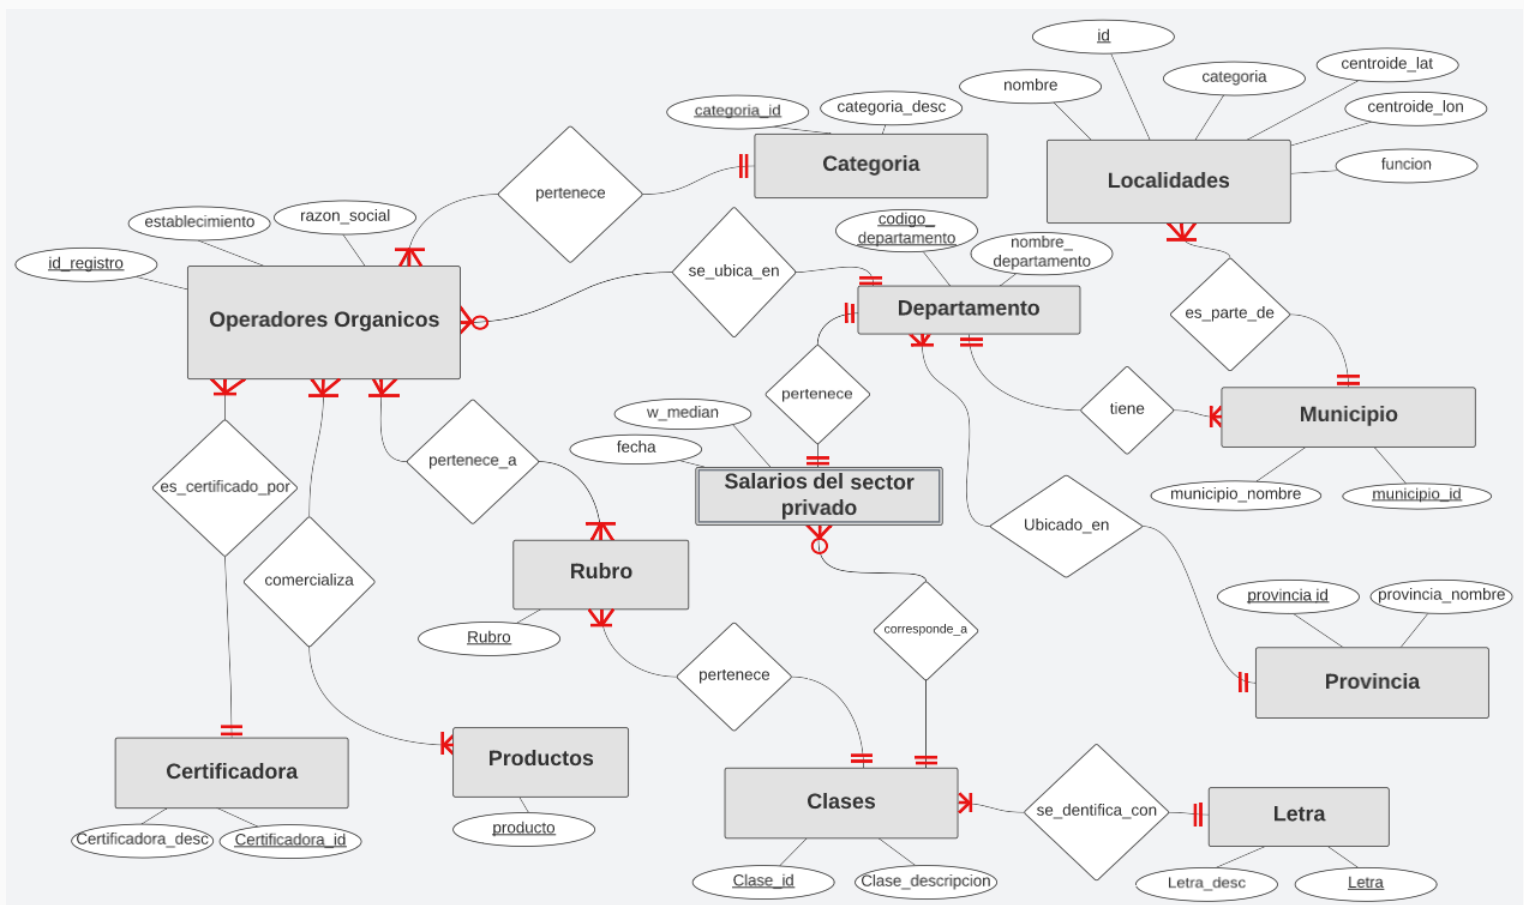 id
centroide_lat
nombre
categoria
categoria_id
categoria_desc
centroide_lon
Categoria
pertenece
Localidades
funcion
establecimiento
razon_social
codigo_
departamento
nombre_
departamento
id_registro
se_ubica_en
Operadores Organicos
Departamento
es_parte_de
pertenece
w_median
tiene
Municipio
fecha
pertenece_a
es_certificado_por
Salarios del sector
privado
municipio_nombre
municipio_id
Ubicado_en
comercializa
Rubro
provincia id
provincia_nombre
Rubro
corresponde_a
pertenece
Provincia
Certificadora
Productos
Clases
se_dentifica_con
Letra
Certificadora_desc
Certificadora_id
producto
Clase_id
Clase_descripcion
Letra_desc
Letra